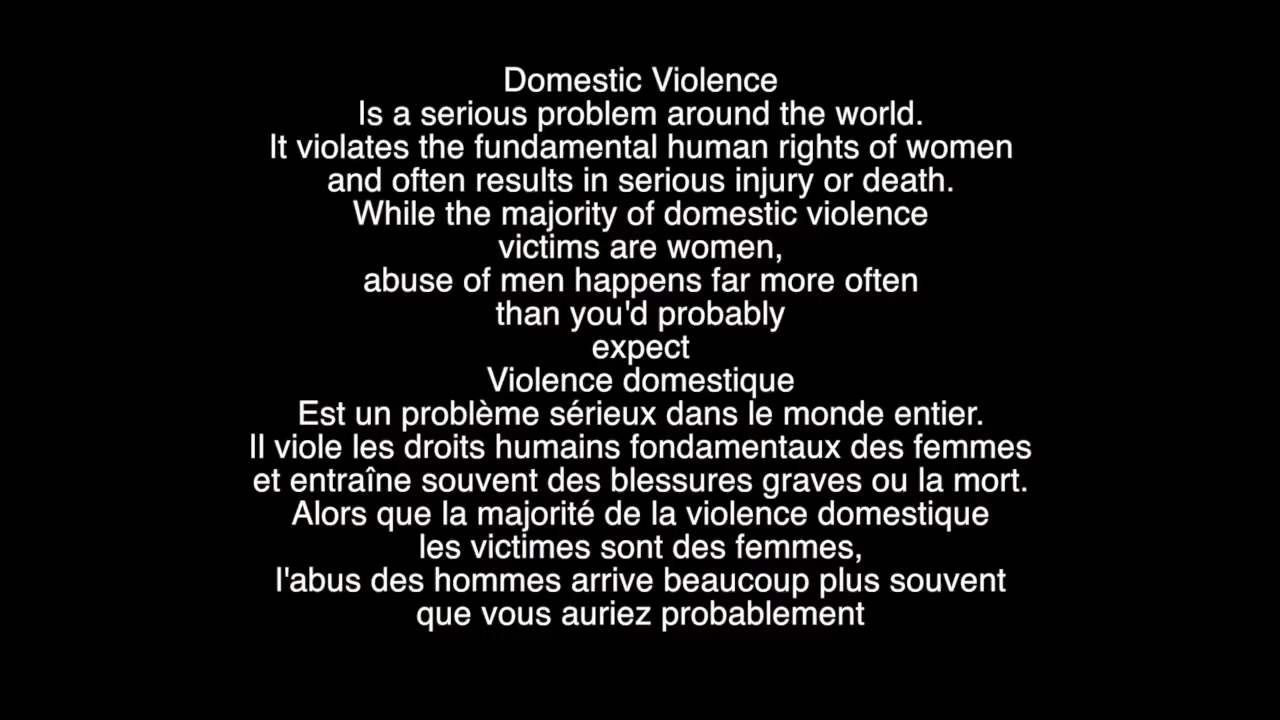 Domestic Violence
Is a serious problem around the world.
It violates the fundamental human rights of women
and often results in serious injury or death.
While the majority of domestic violence
victims are women,
abuse of men happens far more often
than you'd probably
expect
Violence domestique
Est un problème sérieux dans le monde entier.
Il viole les droits humains fondamentaux des femmes
et entraîne souvent des blessures graves ou la mort.
Alors que la majorité de la violence domestique
les victimes sont des femmes,
l'abus des hommes arrive beaucoup plus souvent
que vous auriez probablement